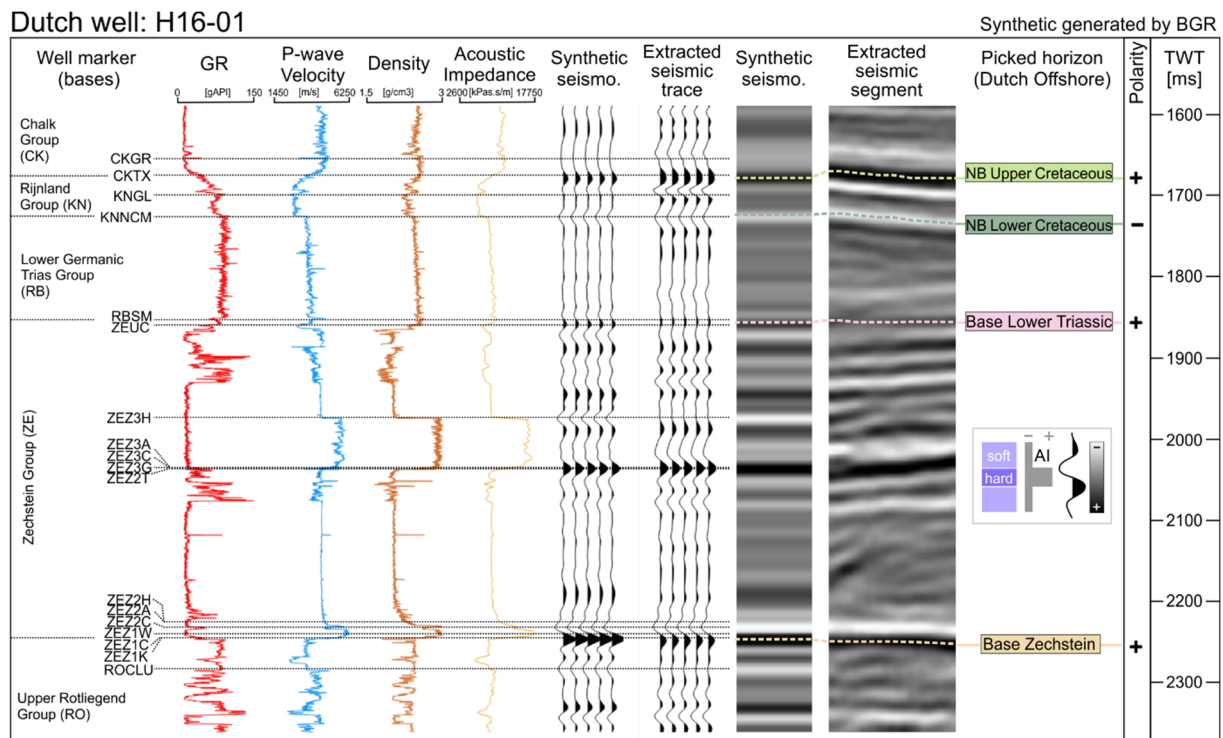 Dutch well: H16-01
Synthetic generated by BGR
Well marker
(bases)
GR
0 [gAPI] 150
P-wave
Velocity
1450 [m/s] 6250
Density
1.5 [g/cm3] 3
Acoustic
Impedance
2600 [kPas.s/m] 17750
Synthetic
seismo.
Extracted
seismic
trace
Synthetic
seismo.
Extracted
seismic
segment
Picked horizon
(Dutch Offshore)
Polarity
TWT
[ms]
Chalk
Group
(CK)
CKGR
CKTX
Rijnland
Group (KN)
KNGL
KNNCM
Lower Germanic
Trias Group
(RB)
RBSM
ZEUC
Zechstein Group (ZE)
ZEZ3H
ZEZ3A
ZEZ3C
ZEZ3G
ZEZ2T
ZEZ2H
ZEZ2A
ZEZ2C
ZEZ1W
ZEZ1C
ZEZ1K
ROCLU
Upper Rotliegend
Group (RO)
NB Upper Cretaceous
+
NB Lower Cretaceous
-
Base Lower Triassic
+
soft
hard
- +
AI
-
+
Base Zechstein
+
1600
1700
1800
1900
2000
2100
2200
2300